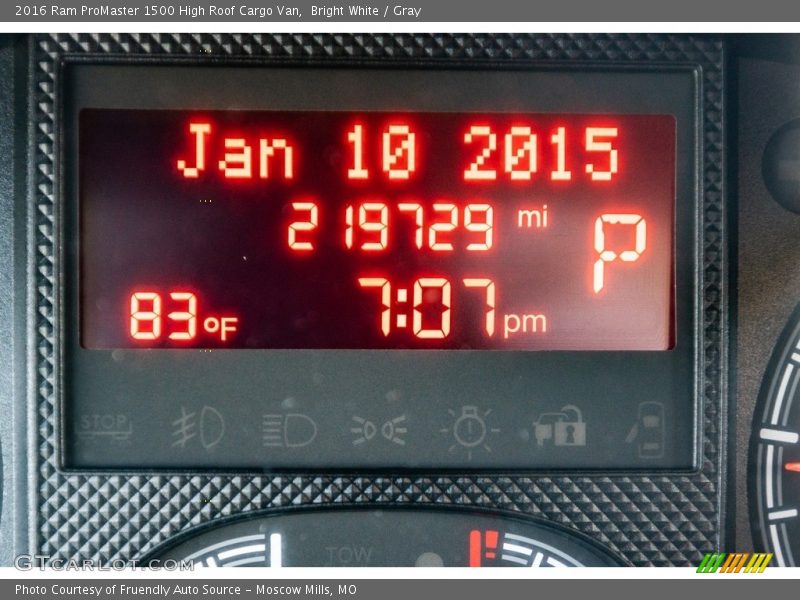 2016 Ram ProMaster 1500 High Roof Cargo Van,  Bright White / Gray
Jan 10 2015
219729 mi
P
83°F 7:07 pm
STOP
TOW
GTCARLOT.COM
Photo Courtesy of Fruendly Auto Source - Moscow Mills, MO